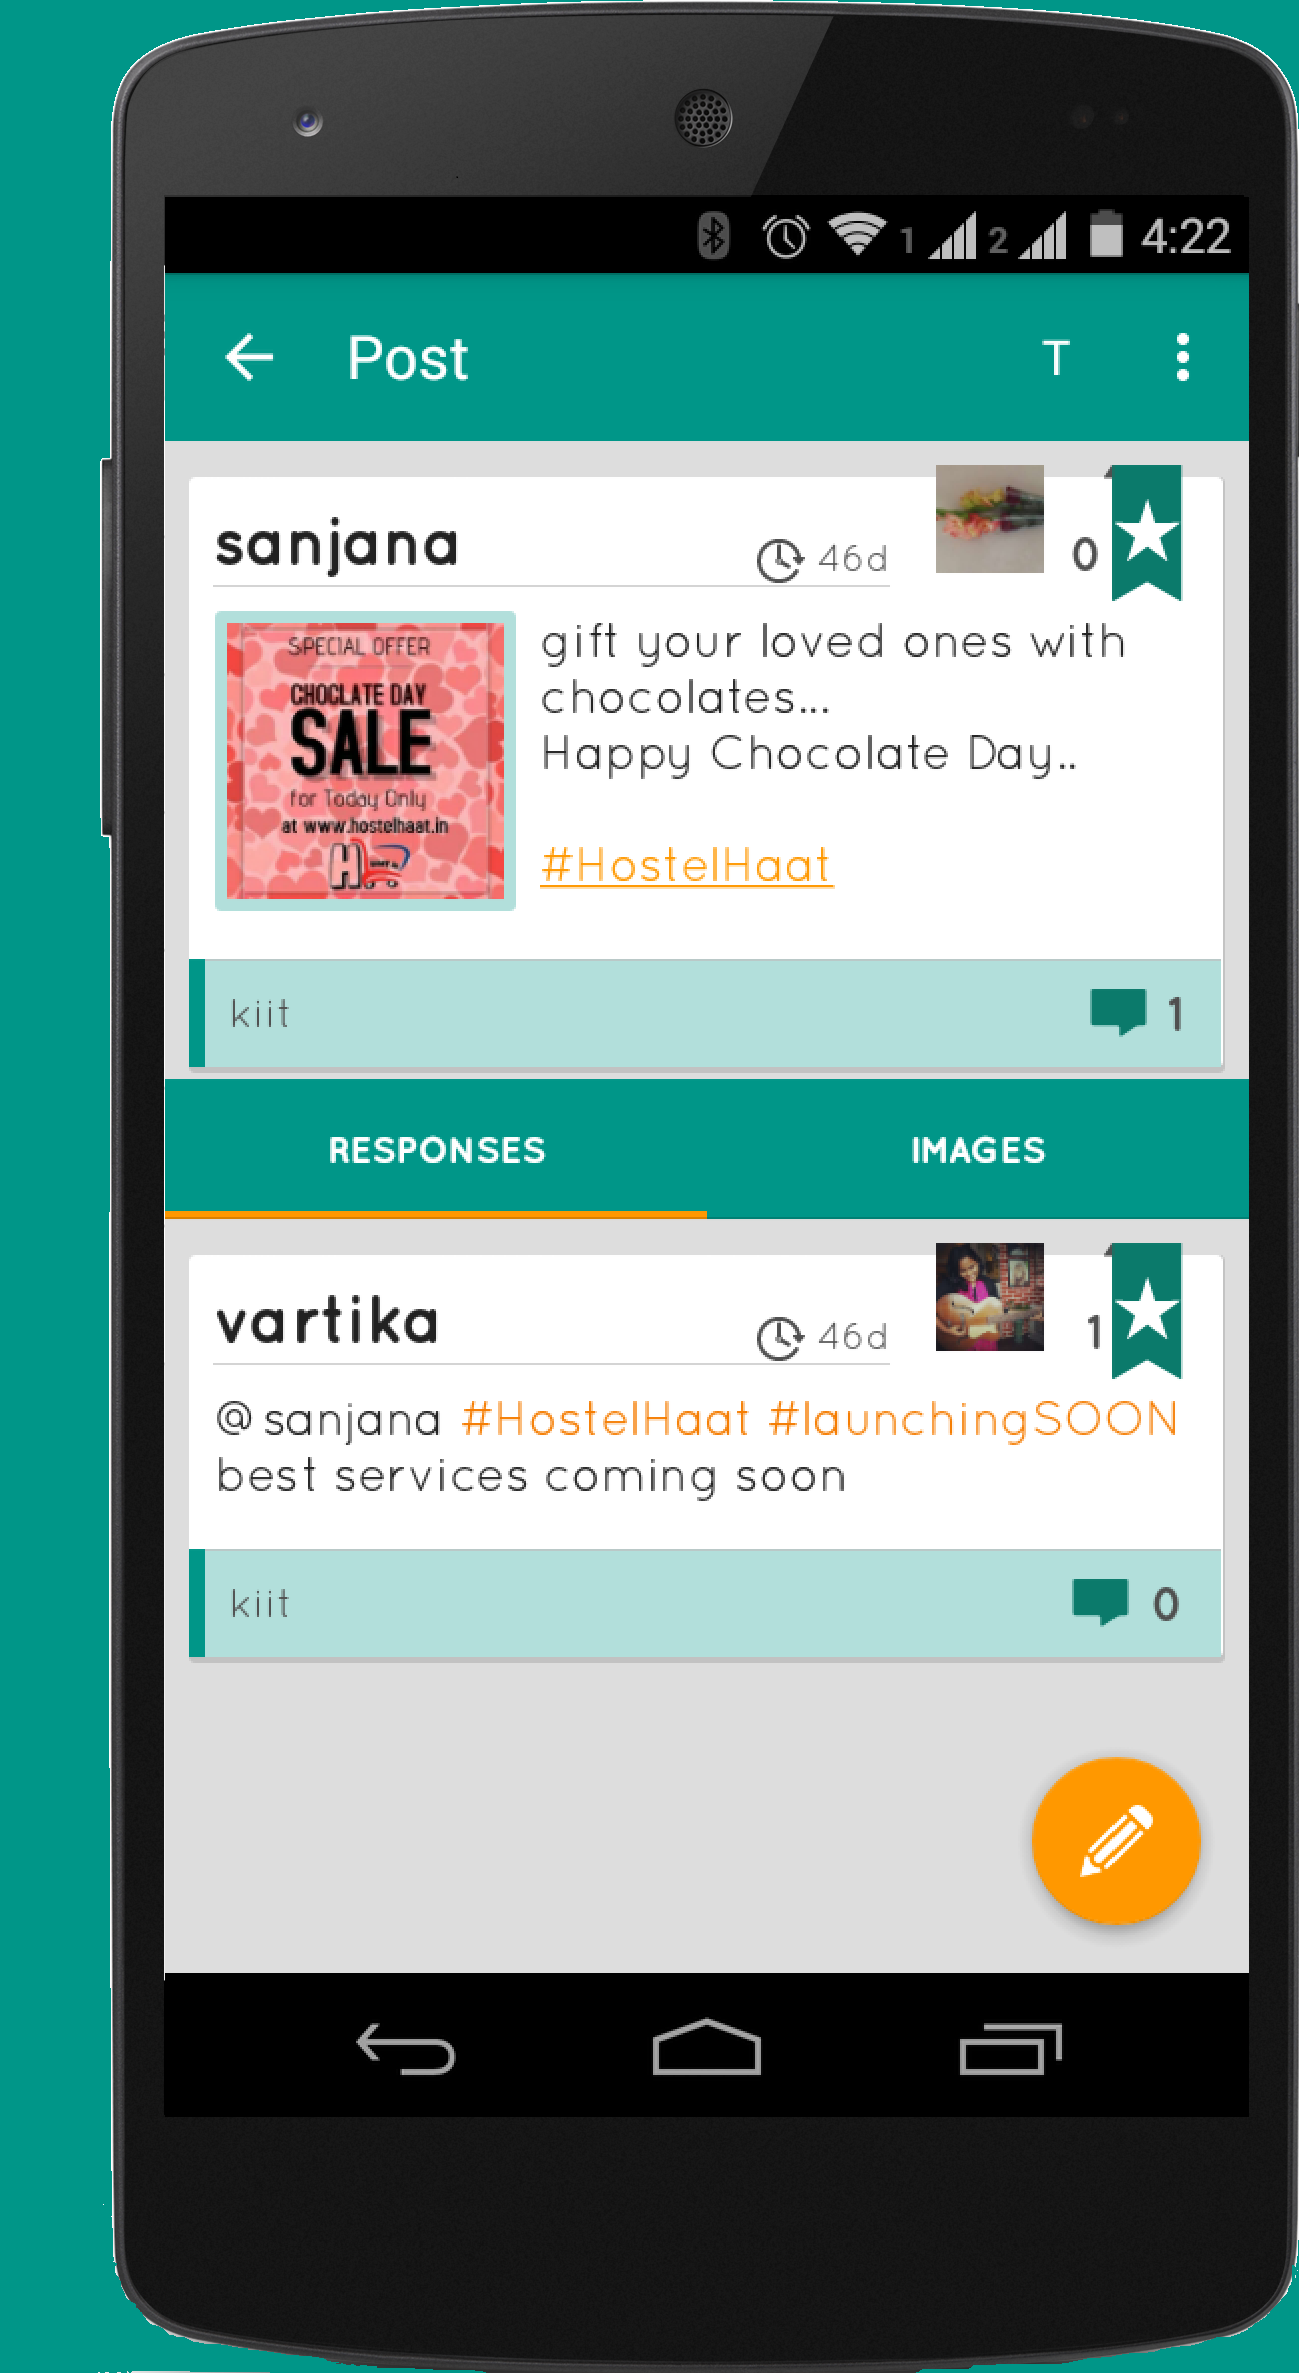 1 2 4:22
Post T
sanjana 46d 0
SPECIAL OFFER
CHOCLATE DAY
SALE
for Today Only
at www.hostelhaat.in
H
gift your loved ones with
chocolates...
Happy Chocolate Day..
#HostelHaat
kiit 1
RESPONSES IMAGES
vartika 46d 1
@sanjana #HostelHaat #launchingSOON
best services coming soon
kiit 0